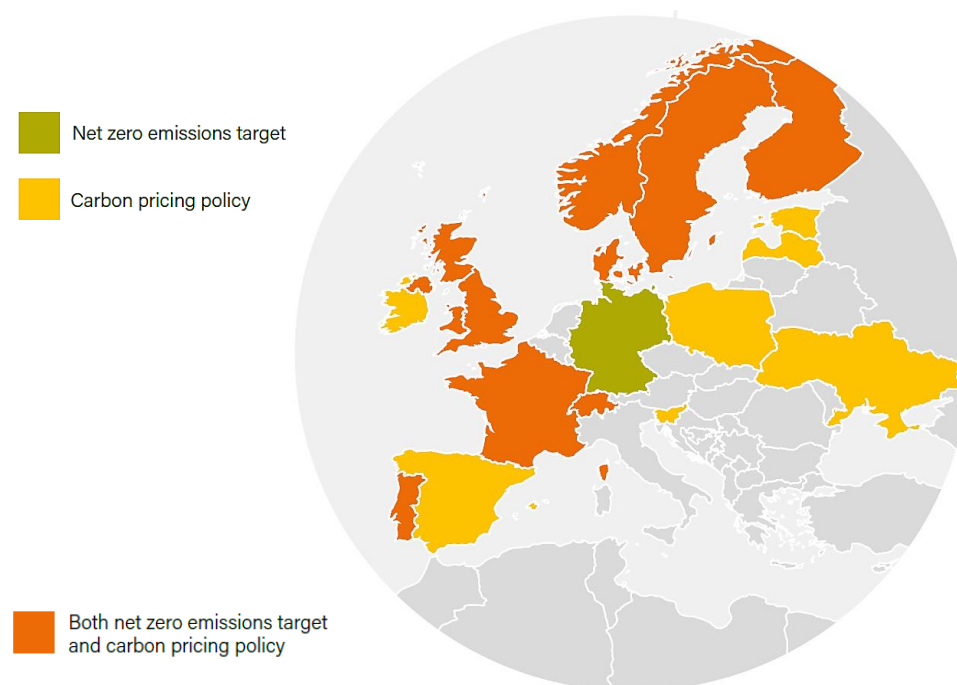 Net zero emissions target
Carbon pricing policy
Both net zero emissions target
and carbon pricing policy